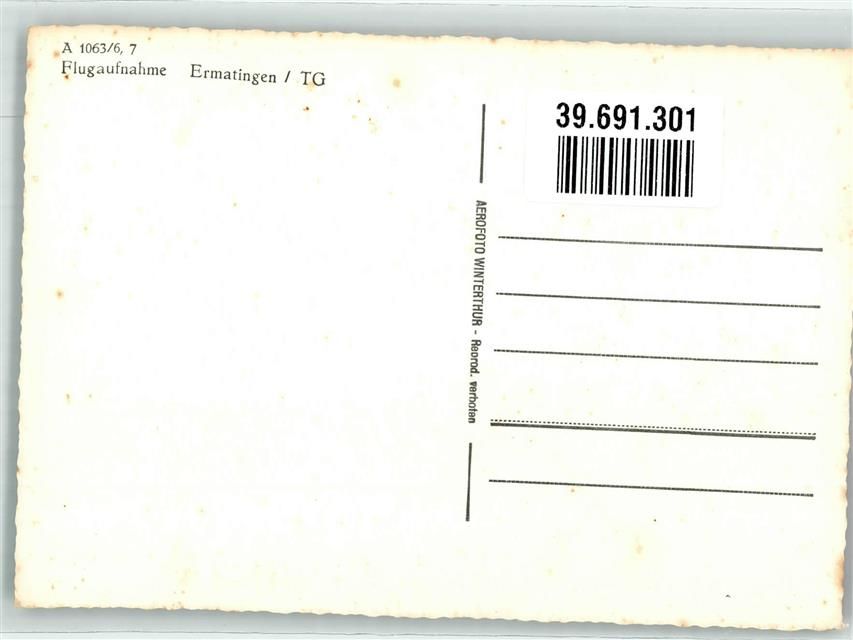 A 1063/6, 7
Flugaufnahme Ermatingen / TG
39.691.301
AEROFOTO WINTERTHUR - Reprod. verboten